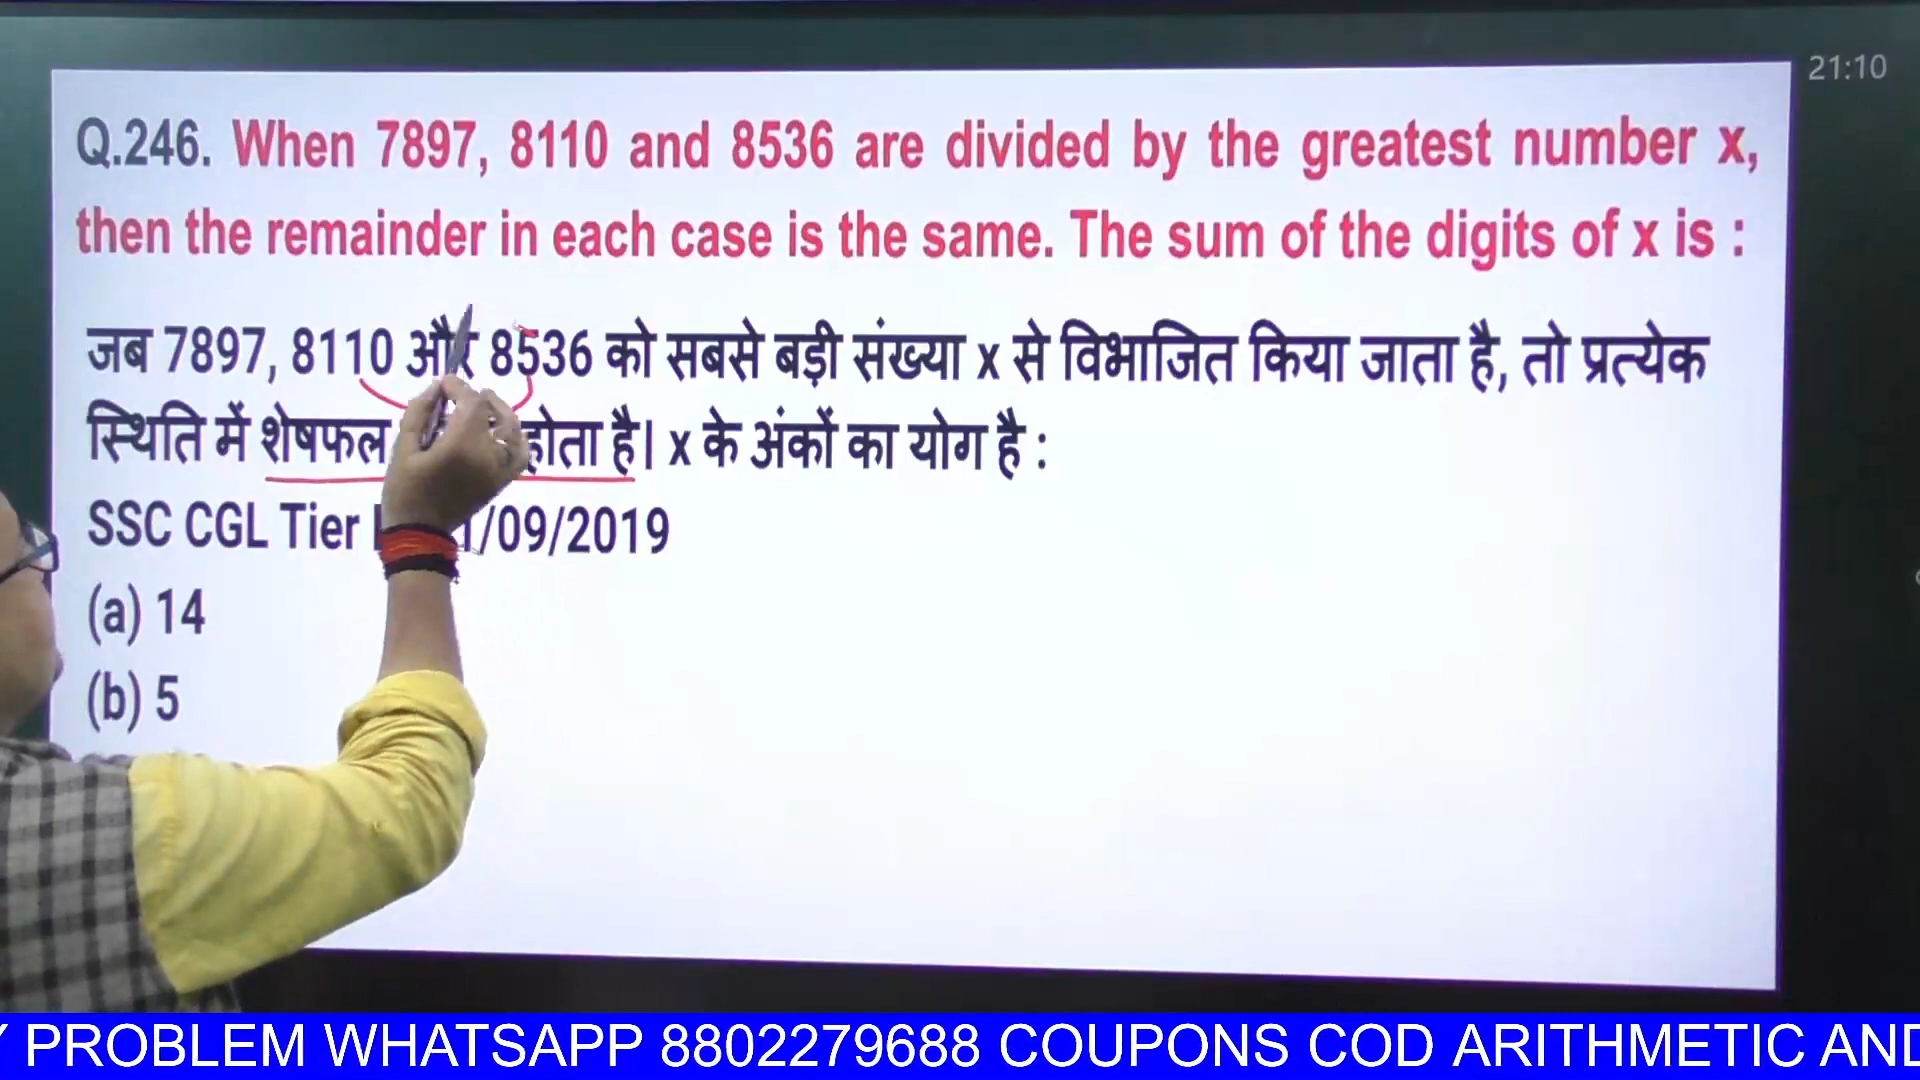 21:10
Q.246. When 7897, 8110 and 8536 are divided by the greatest number x,
then the remainder in each case is the same. The sum of the digits of x is :
जब 7897, 8110 और 8536 को सबसे बड़ी संख्या x से विभाजित किया जाता है, तो प्रत्येक
स्थिति में शेषफल होता है। x के अंकों का योग है :
SSC CGL Tier 1/09/2019
(a) 14
(b) 5
PROBLEM WHATSAPP 8802279688 COUPONS COD ARITHMETIC AND